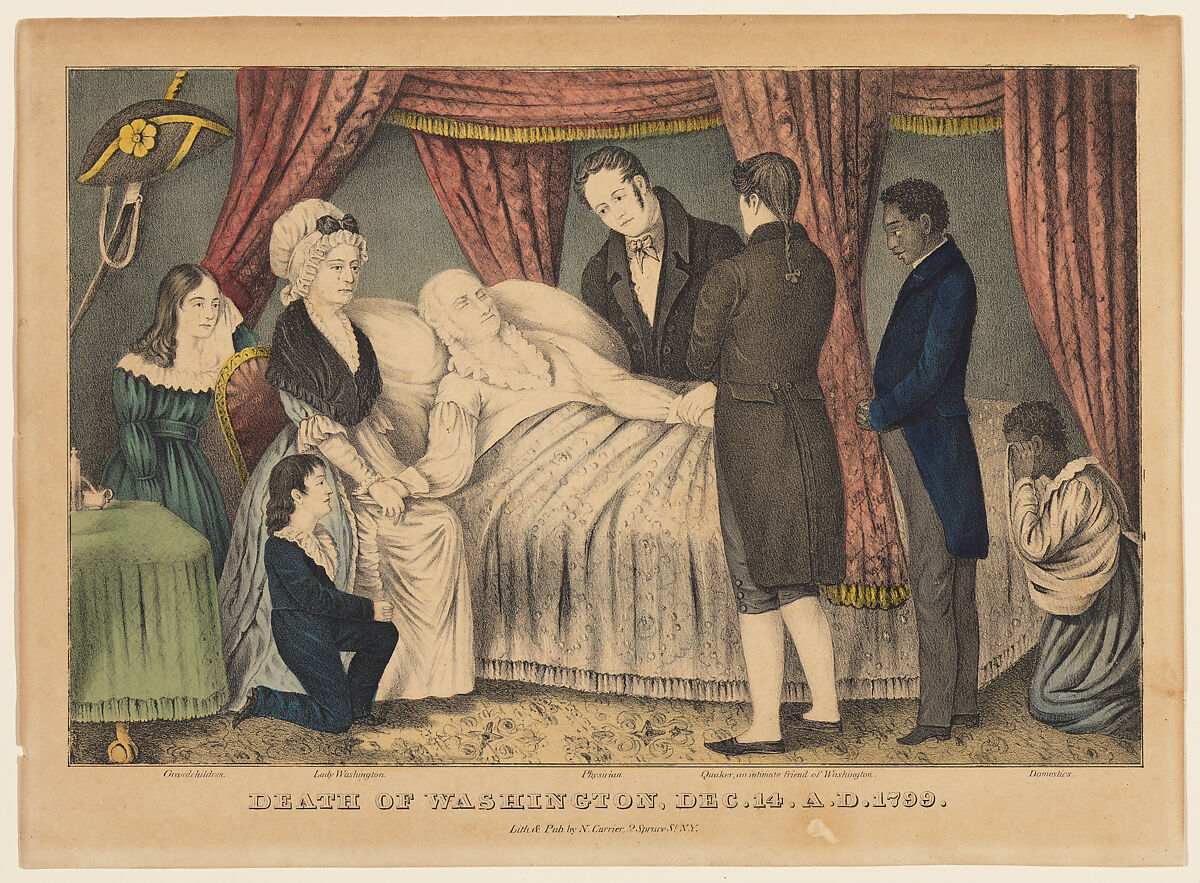 Grandchildren.
Lady Washington.
Physician.
Quaker, an intimate friend of Washington.
Domestics.
DEATH OF WASHINGTON, DEC. 14. A.D. 1799.
Lith & Pub by N. Currier, 2 Spruce St. N.Y.